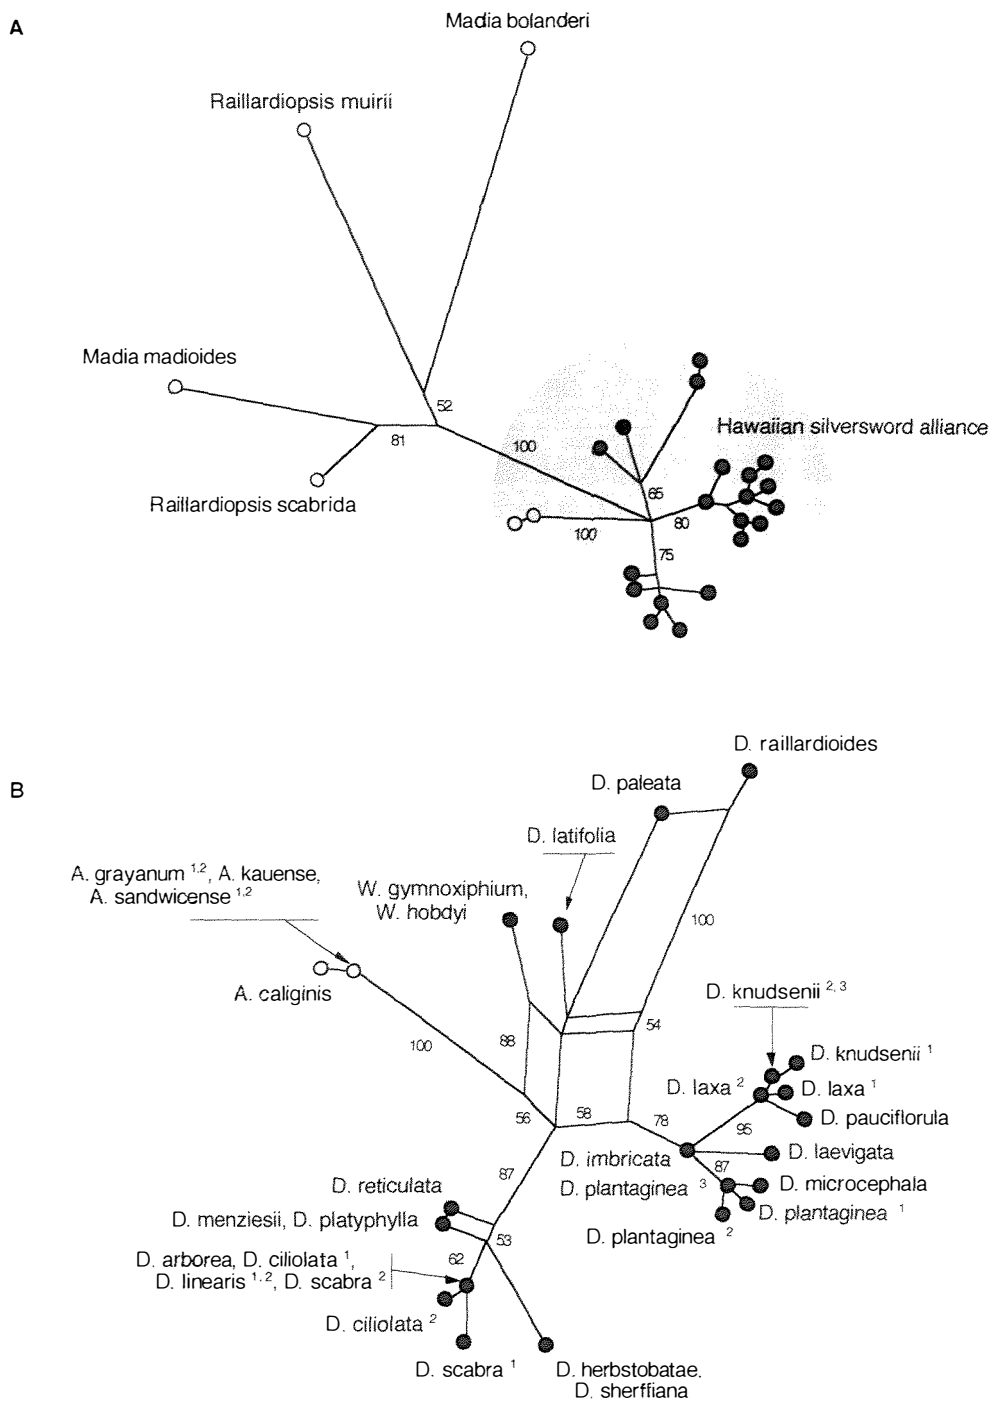 A
Madia bolanderi
Raillardiopsis muirii
Madia madioides
52
81
100
Hawaiian silversword alliance
Raillardiopsis scabrida
65
80
100
75
B
D. raillardioides
D. paleata
D. latifolia
A. grayanum 1,2, A. kauense,
A. sandwicense 1,2
W. gymnoxiphium,
W. hobdyi
100
A. caliginis
D. knudsenii 2, 3
54
88
100
D. knudsenii 1
D. laxa 2
D. laxa 1
56
58
78
95
D. pauciflorula
D. imbricata
D. laevigata
87
87
D. reticulata
D. plantaginea 3
D. microcephala
D. menziesii, D. platyphylla
D. plantaginea 1
D. plantaginea 2
53
D. arborea, D. ciliolata 1,
62
D. linearis 1,2, D. scabra 2
D. ciliolata 2
D. scabra 1
D. herbstobatae,
D. sherffiana